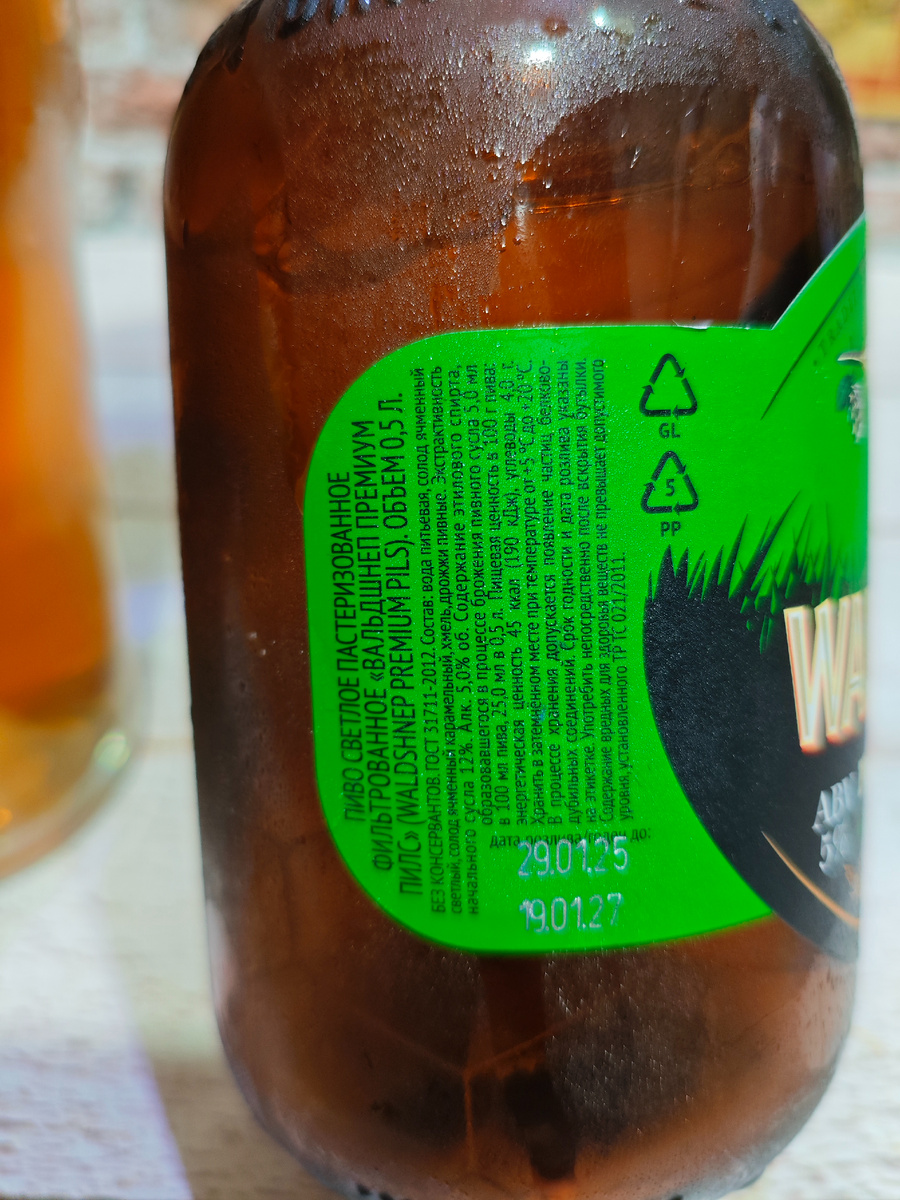 ПИВО СВЕТЛОЕ ПАСТЕРИЗОВАННОЕ
ФИЛЬТРОВАННОЕ «ВАЛЬДШНЕП ПРЕМИУМ
ПИЛС» (WALDSHNEP PREMIUM PILS). ОБЪЕМ 0,5 Л.
БЕЗ КОНСЕРВАНТОВ. ГОСТ 31711-2012. Состав: вода питьевая, солод ячменный
светлый, солод ячменный карамельный, хмель, дрожжи пивные. Экстрактивность
начального сусла 12%. Алк. 5,0% об. Содержание этилового спирта,
образовавшегося в процессе брожения пивного сусла 5,0 мл
в 100 мл пива, 25,0 мл в 0,5 л. Пищевая ценность в 100 г пива:
энергетическая ценность 45 ккал (190 кДж), углеводы 4,0 г.
Хранить в затемнённом месте при температуре от +5 °С до +20 °С.
В процессе хранения допускается появление частиц белково-
дубильных соединений. Срок годности и дата розлива указаны
на этикетке. Употребить непосредственно после вскрытия бутылки.
Содержание вредных для здоровья веществ не превышает допустимого
уровня, установленного ТР ТС 021/2011.
дата розлива/годен до:
29.01.25
19.01.27
GL
5
PP
WA
ABV
5%